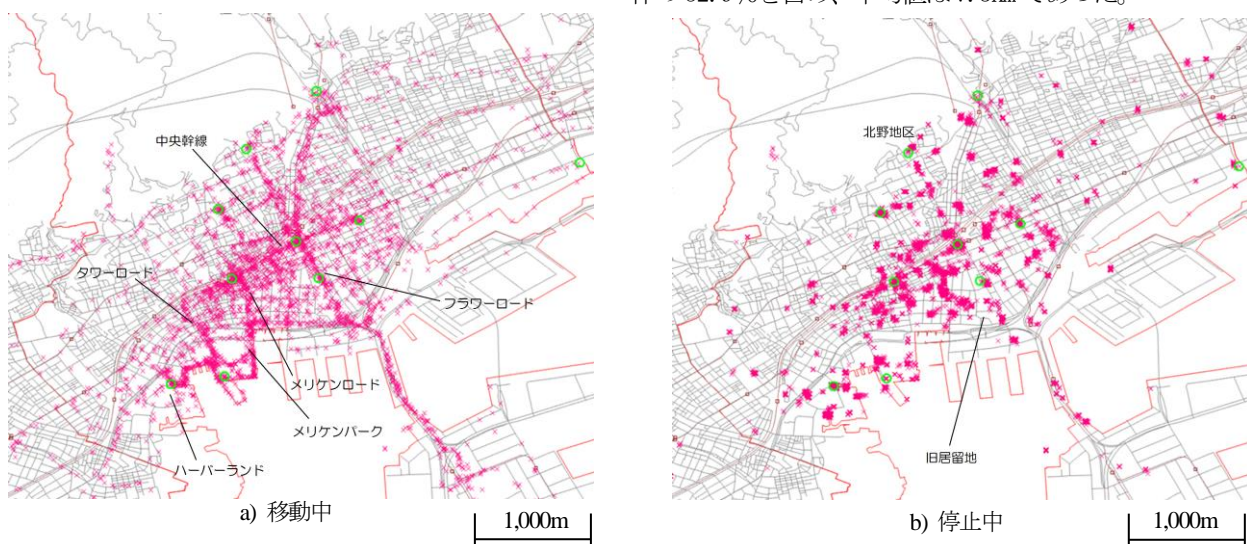 中央幹線
タワーロード
フラワーロード
メリケンロード
メリケンパーク
ハーバーランド
a) 移動中
1,000m
北野地区
旧居留地
b) 停止中
1,000m